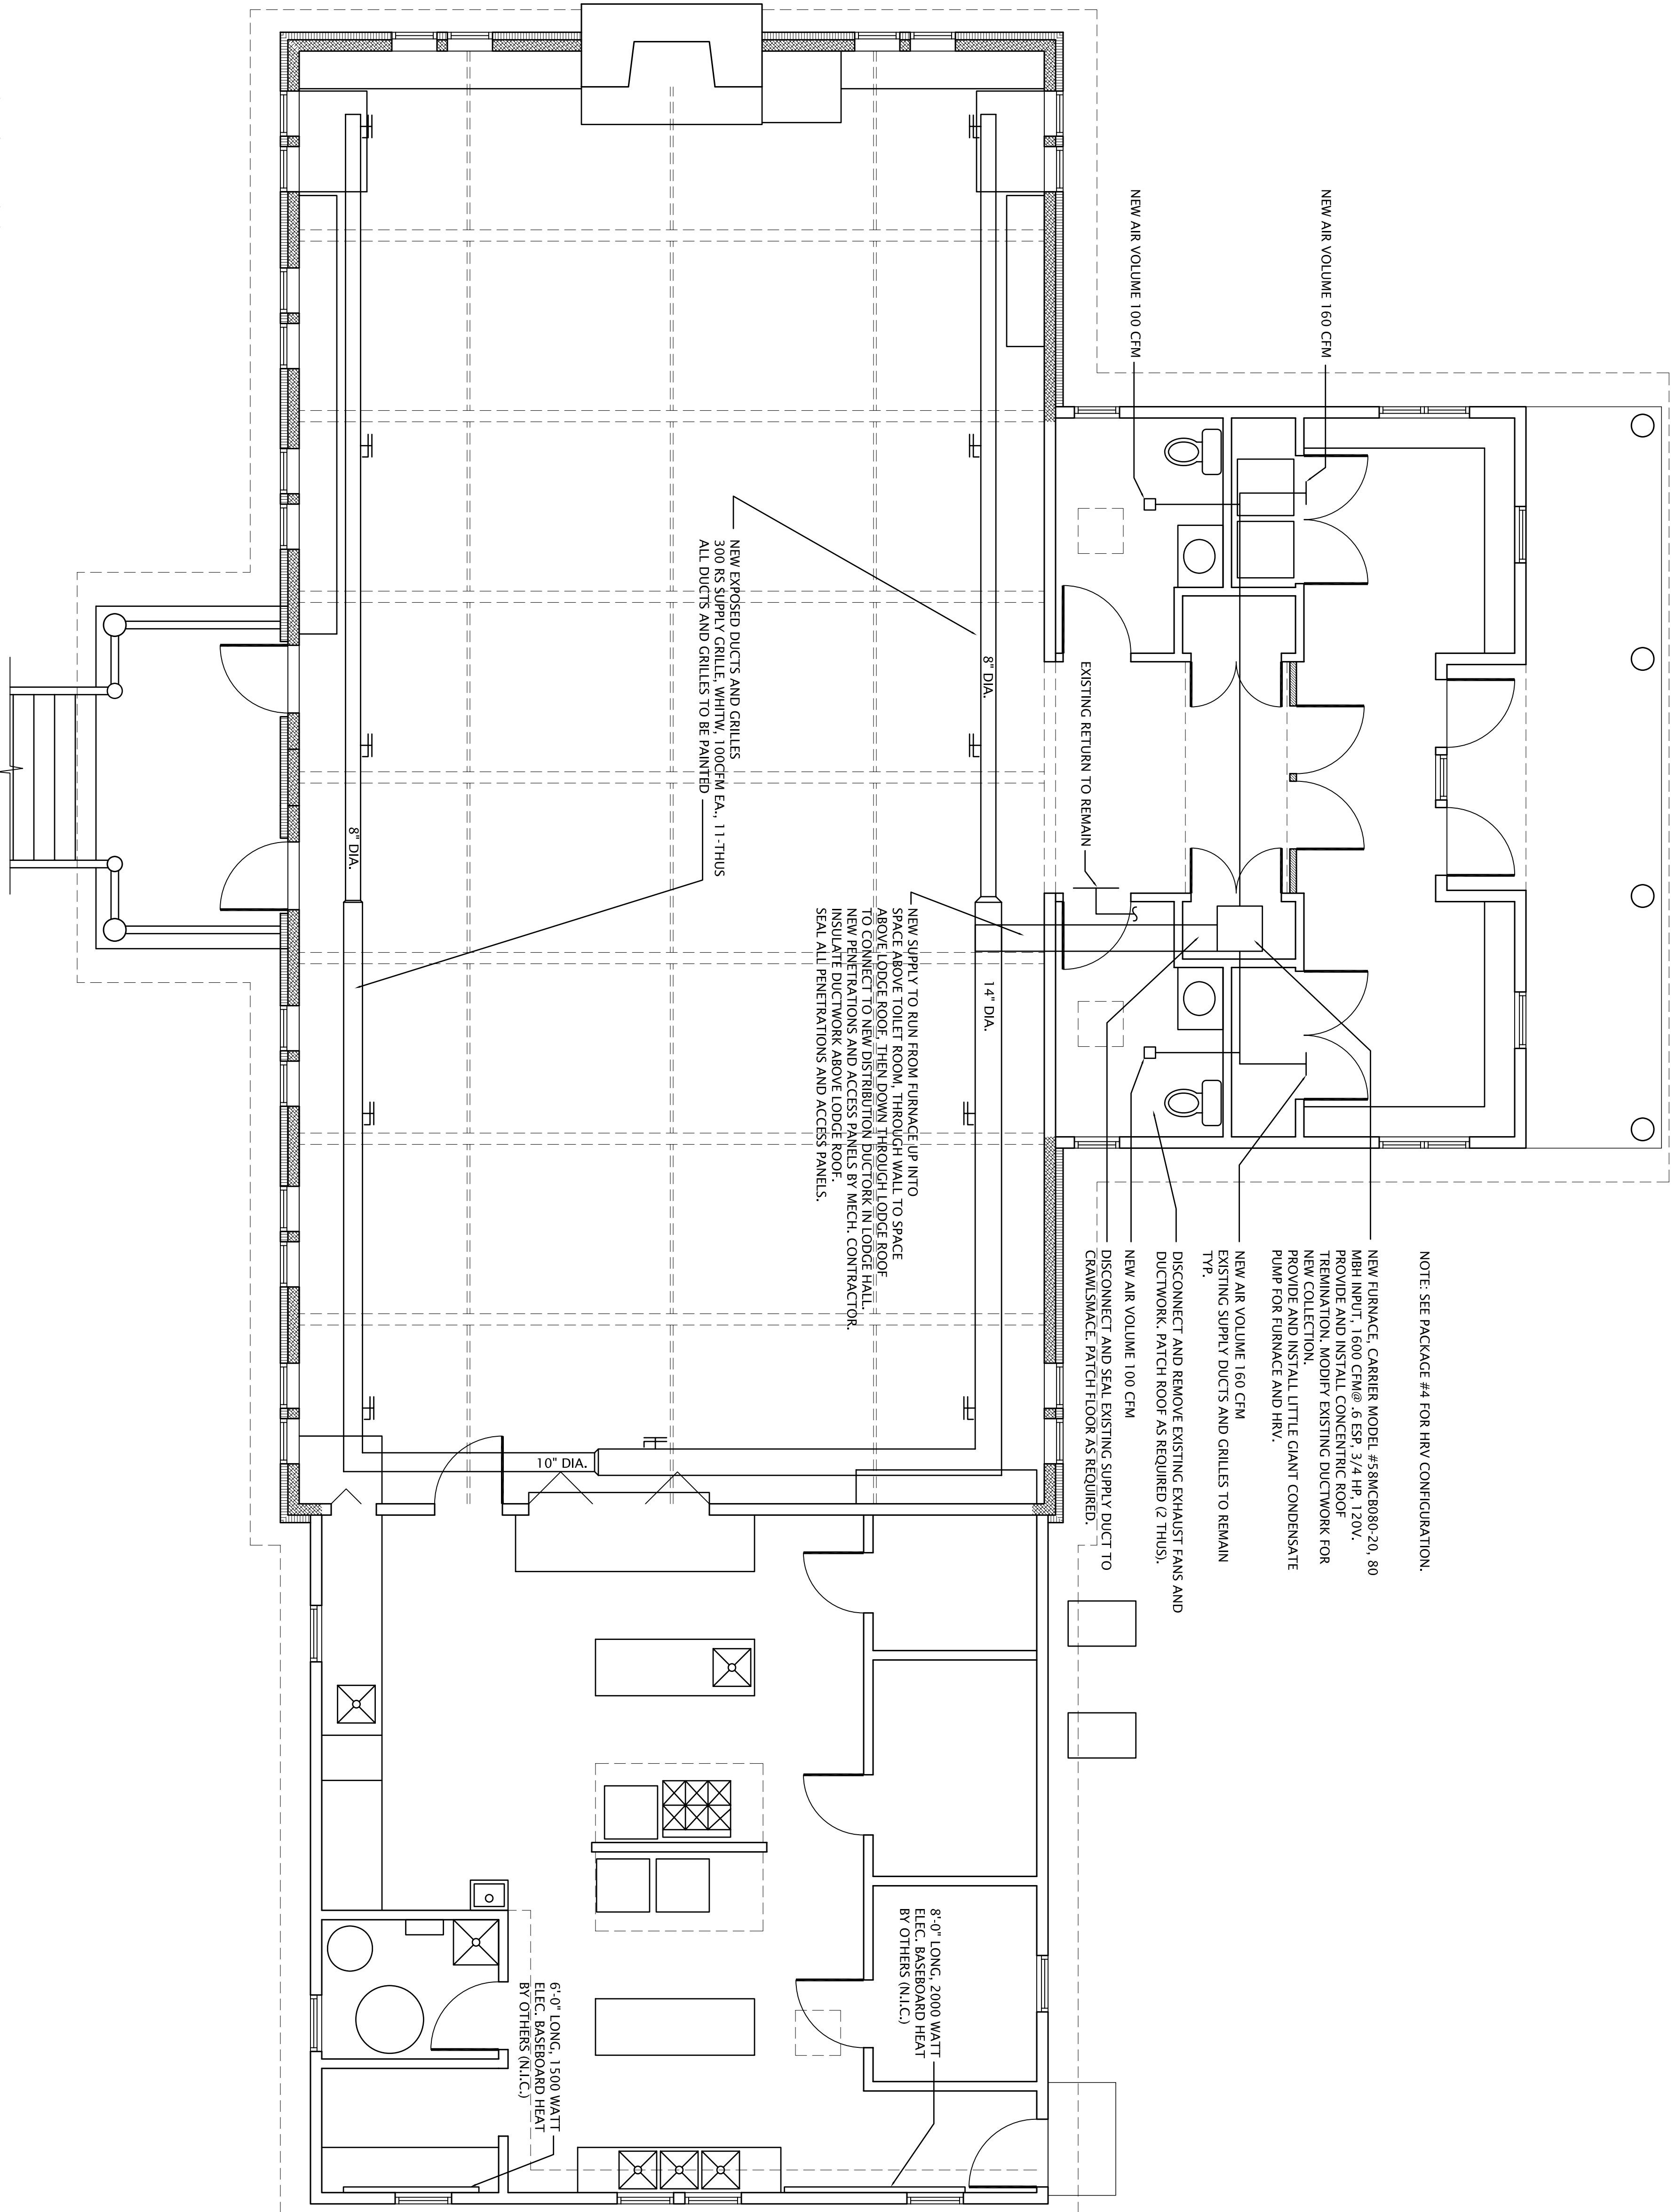 NOTE: SEE PACKAGE #4 FOR HRV CONFIGURATION.
NEW AIR VOLUME 160 CFM
NEW AIR VOLUME 100 CFM
NEW FURNACE, CARRIER MODEL #58MCB080-20, 80
MBH INPUT, 1600 CFM@ .6 ESP, 3/4 HP, 120V.
PROVIDE AND INSTALL CONCENTRIC ROOF
TREMINATION. MODIFY EXISTING DUCTWORK FOR
NEW COLLECTION.
PROVIDE AND INSTALL LITTLE GIANT CONDENSATE
PUMP FOR FURNACE AND HRV.
NEW AIR VOLUME 160 CFM
EXISTING SUPPLY DUCTS AND GRILLES TO REMAIN
TYP.
DISCONNECT AND REMOVE EXISTING EXHAUST FANS AND
DUCTWORK. PATCH ROOF AS REQUIRED (2 THUS).
NEW AIR VOLUME 100 CFM
DISCONNECT AND SEAL EXISTING SUPPLY DUCT TO
CRAWLSMACE. PATCH FLOOR AS REQUIRED.
EXISTING RETURN TO REMAIN
8" DIA.
14" DIA.
NEW SUPPLY TO RUN FROM FURNACE UP INTO
SPACE ABOVE TOILET ROOM, THROUGH WALL TO SPACE
ABOVE LODGE ROOF, THEN DOWN THROUGH LODGE ROOF
TO CONNECT TO NEW DISTRIBUTION DUCTORK IN LODGE HALL.
NEW PENETRATIONS AND ACCESS PANELS BY MECH. CONTRACTOR.
INSULATE DUCTWORK ABOVE LODGE ROOF.
SEAL ALL PENETRATIONS AND ACCESS PANELS.
NEW EXPOSED DUCTS AND GRILLES
300 RS SUPPLY GRILLE, WHITW, 100CFM EA., 11-THUS
ALL DUCTS AND GRILLES TO BE PAINTED
8" DIA.
10" DIA.
8'-0" LONG, 2000 WATT
ELEC. BASEBOARD HEAT
BY OTHERS (N.I.C.)
6'-0" LONG, 1500 WATT
ELEC. BASEBOARD HEAT
BY OTHERS (N.I.C.)